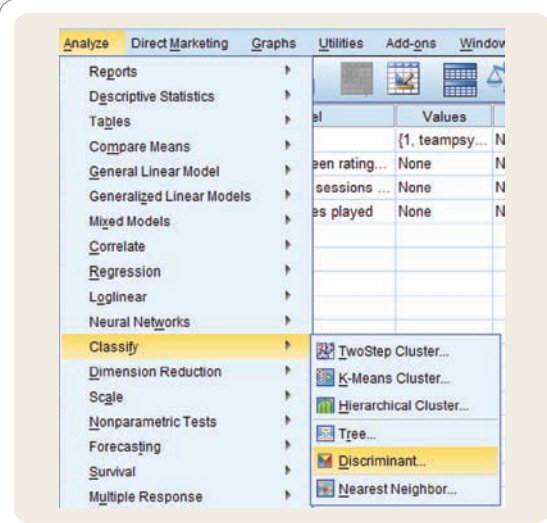 Analyze Direct Marketing Graphs Utilities Add-ons Window
Reports
Descriptive Statistics
Tables
Compare Means
General Linear Model
Generalized Linear Models
Mixed Models
Correlate
Regression
Loglinear
Neural Networks
Classify
Dimension Reduction
Scale
Nonparametric Tests
Forecasting
Survival
Multiple Response
el Values
{1, teampsy... N
een rating... None N
sessions ... None N
es played None N
TwoStep Cluster...
K-Means Cluster...
Hierarchical Cluster...
Tree...
Discriminant...
Nearest Neighbor...